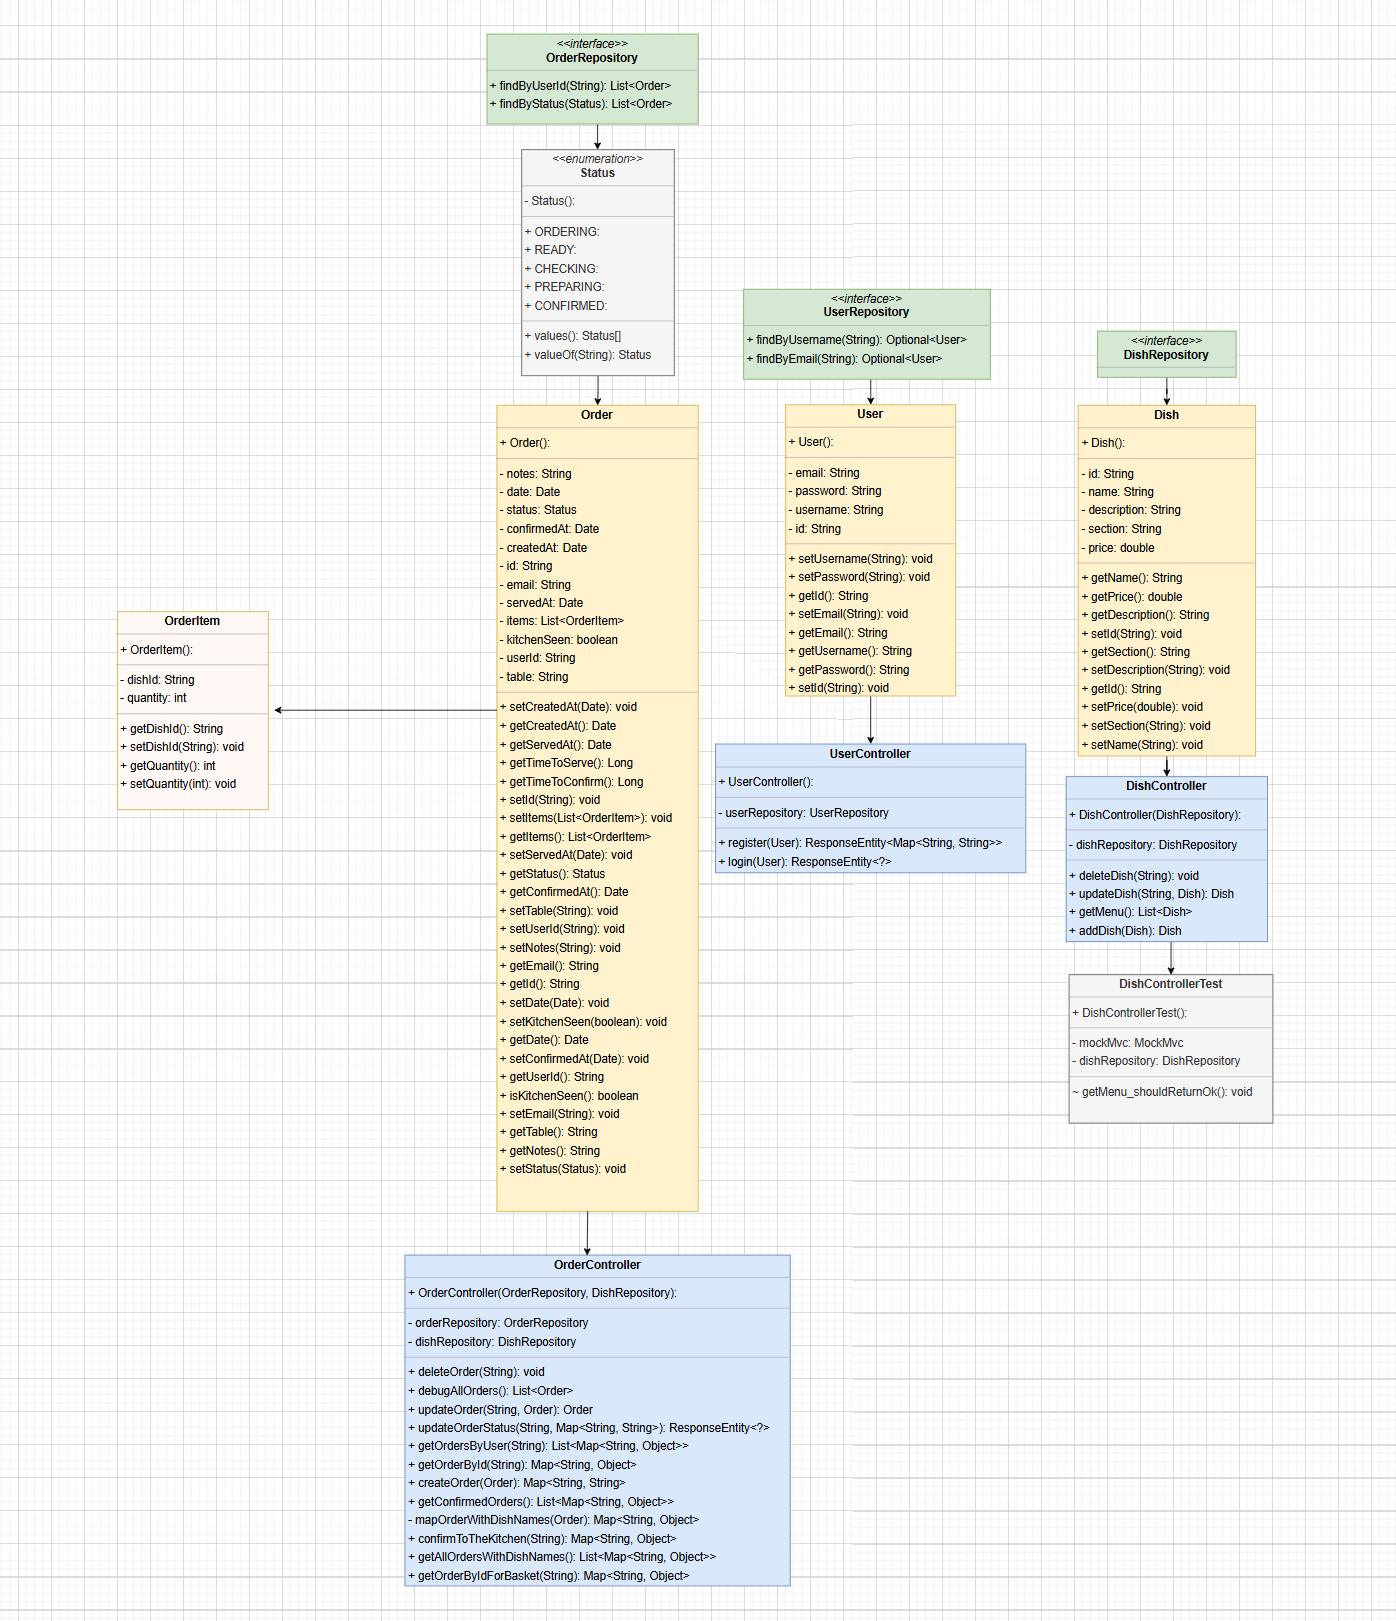 <<interface>>
OrderRepository
+ findByUserId(String): List<Order>
+ findByStatus(Status): List<Order>
<<enumeration>>
Status
- Status():
+ ORDERING:
+ READY:
+ CHECKING:
+ PREPARING:
+ CONFIRMED:
+ values(): Status[]
+ valueOf(String): Status
<<interface>>
UserRepository
+ findByUsername(String): Optional<User>
+ findByEmail(String): Optional<User>
<<interface>>
DishRepository
Order
+ Order():
- notes: String
- date: Date
- status: Status
- confirmedAt: Date
- createdAt: Date
- id: String
- email: String
- servedAt: Date
- items: List<OrderItem>
- kitchenSeen: boolean
- userId: String
- table: String
+ setCreatedAt(Date): void
+ getCreatedAt(): Date
+ getServedAt(): Date
+ getTimeToServe(): Long
+ getTimeToConfirm(): Long
+ setId(String): void
+ setItems(List<OrderItem>): void
+ getItems(): List<OrderItem>
+ setServedAt(Date): void
+ getStatus(): Status
+ getConfirmedAt(): Date
+ setTable(String): void
+ setUserId(String): void
+ setNotes(String): void
+ getEmail(): String
+ getId(): String
+ setDate(Date): void
+ setKitchenSeen(boolean): void
+ getDate(): Date
+ setConfirmedAt(Date): void
+ getUserId(): String
+ isKitchenSeen(): boolean
+ setEmail(String): void
+ getTable(): String
+ getNotes(): String
+ setStatus(Status): void
User
+ User():
- email: String
- password: String
- username: String
- id: String
+ setUsername(String): void
+ setPassword(String): void
+ getId(): String
+ setEmail(String): void
+ getEmail(): String
+ getUsername(): String
+ getPassword(): String
+ setId(String): void
Dish
+ Dish():
- id: String
- name: String
- description: String
- section: String
- price: double
+ getName(): String
+ getPrice(): double
+ getDescription(): String
+ setId(String): void
+ getSection(): String
+ setDescription(String): void
+ getId(): String
+ setPrice(double): void
+ setSection(String): void
+ setName(String): void
OrderItem
+ OrderItem():
- dishId: String
- quantity: int
+ getDishId(): String
+ setDishId(String): void
+ getQuantity(): int
+ setQuantity(int): void
UserController
+ UserController():
- userRepository: UserRepository
+ register(User): ResponseEntity<Map<String, String>>
+ login(User): ResponseEntity<?>
DishController
+ DishController(DishRepository):
- dishRepository: DishRepository
+ deleteDish(String): void
+ updateDish(String, Dish): Dish
+ getMenu(): List<Dish>
+ addDish(Dish): Dish
DishControllerTest
+ DishControllerTest():
- mockMvc: MockMvc
- dishRepository: DishRepository
~ getMenu_shouldReturnOk(): void
OrderController
+ OrderController(OrderRepository, DishRepository):
- orderRepository: OrderRepository
- dishRepository: DishRepository
+ deleteOrder(String): void
+ debugAllOrders(): List<Order>
+ updateOrder(String, Order): Order
+ updateOrderStatus(String, Map<String, String>): ResponseEntity<?>
+ getOrdersByUser(String): List<Map<String, Object>>
+ getOrderById(String): Map<String, Object>
+ createOrder(Order): Map<String, String>
+ getConfirmedOrders(): List<Map<String, Object>>
- mapOrderWithDishNames(Order): Map<String, Object>
+ confirmToTheKitchen(String): Map<String, Object>
+ getAllOrdersWithDishNames(): List<Map<String, Object>>
+ getOrderByIdForBasket(String): Map<String, Object>